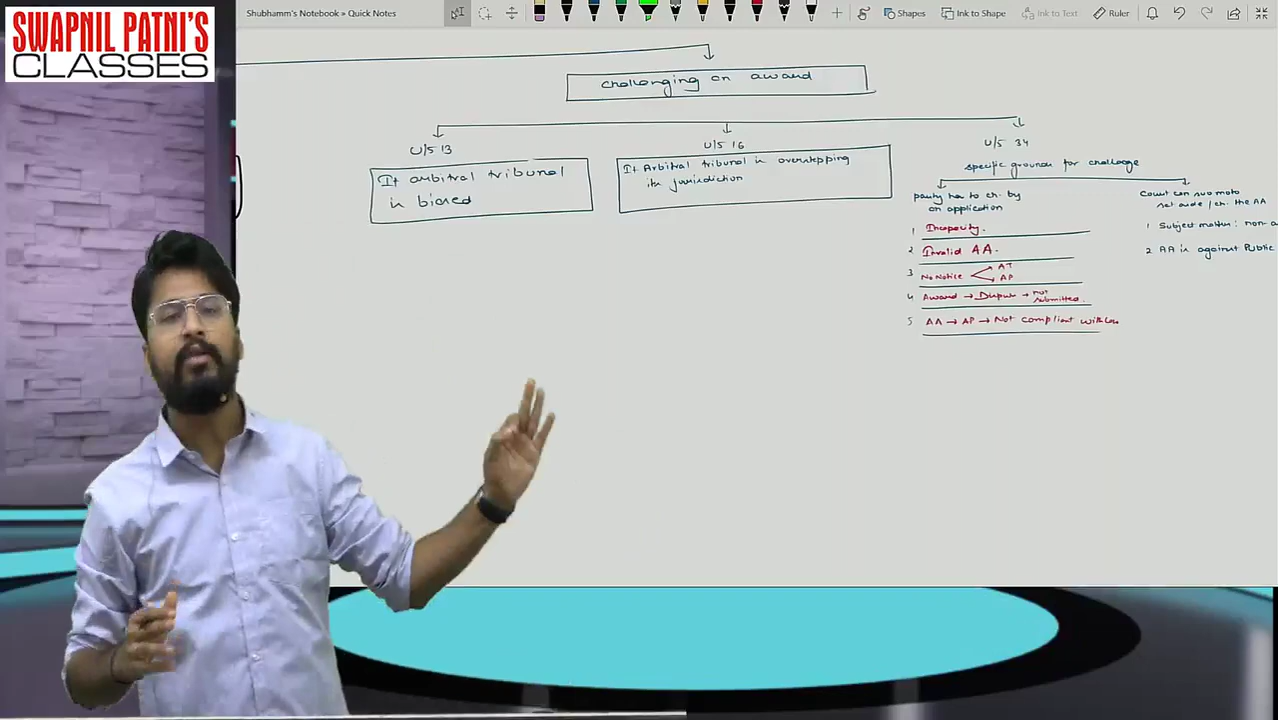 SWAPNIL PATNI'S
CLASSES
Shubhamm's Notebook » Quick Notes
Shapes
Ink to Shape
Ink to Text
Ruler
challenging an award
U/S 13
If arbitral tribunal
is biased
U/S 16
If Arbitral tribunal is overstepping
its jurisdiction
U/S 34
specific grounds for challenge
party has to ch. by
an application
1 Incapacity.
2 Invalid AA.
3 No Notice
AT
AP
4 Award → Dispute → not
submitted.
5 AA → AP → Not compliant with Law
Court can suo moto
set aside / ch. the AA
1 Subject matter: non-a
2 AA is against Public